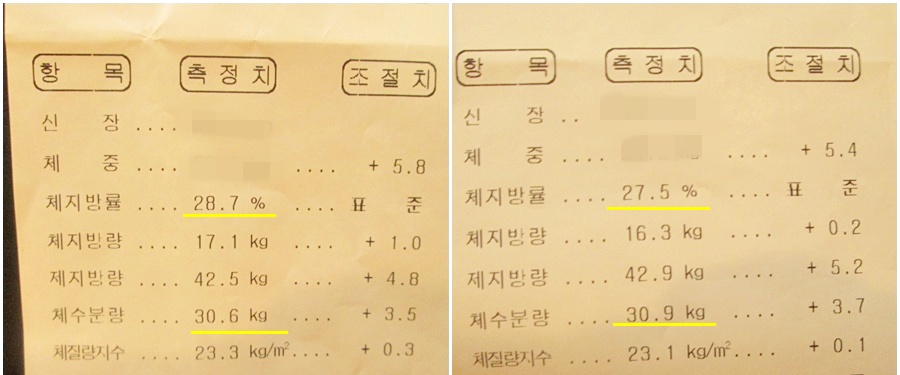 항 목 측정치 조절치
신 장 ....
체 중 .... .... + 5.8
체지방률 .... 28.7 % .... 표 준
체지방량 .... 17.1 kg .... + 1.0
제지방량 .... 42.5 kg .... + 4.8
체수분량 .... 30.6 kg .... + 3.5
체질량지수 .... 23.3 kg/m² .... + 0.3
항 목 측정치 조절치
신 장 ..
체 중 .... .... + 5.4
체지방률 .... 27.5 % .... 표 준
체지방량 .... 16.3 kg .... + 0.2
제지방량 .... 42.9 kg .... + 5.2
체수분량 .... 30.9 kg .... + 3.7
체질량지수 .... 23.1 kg/m² .... + 0.1